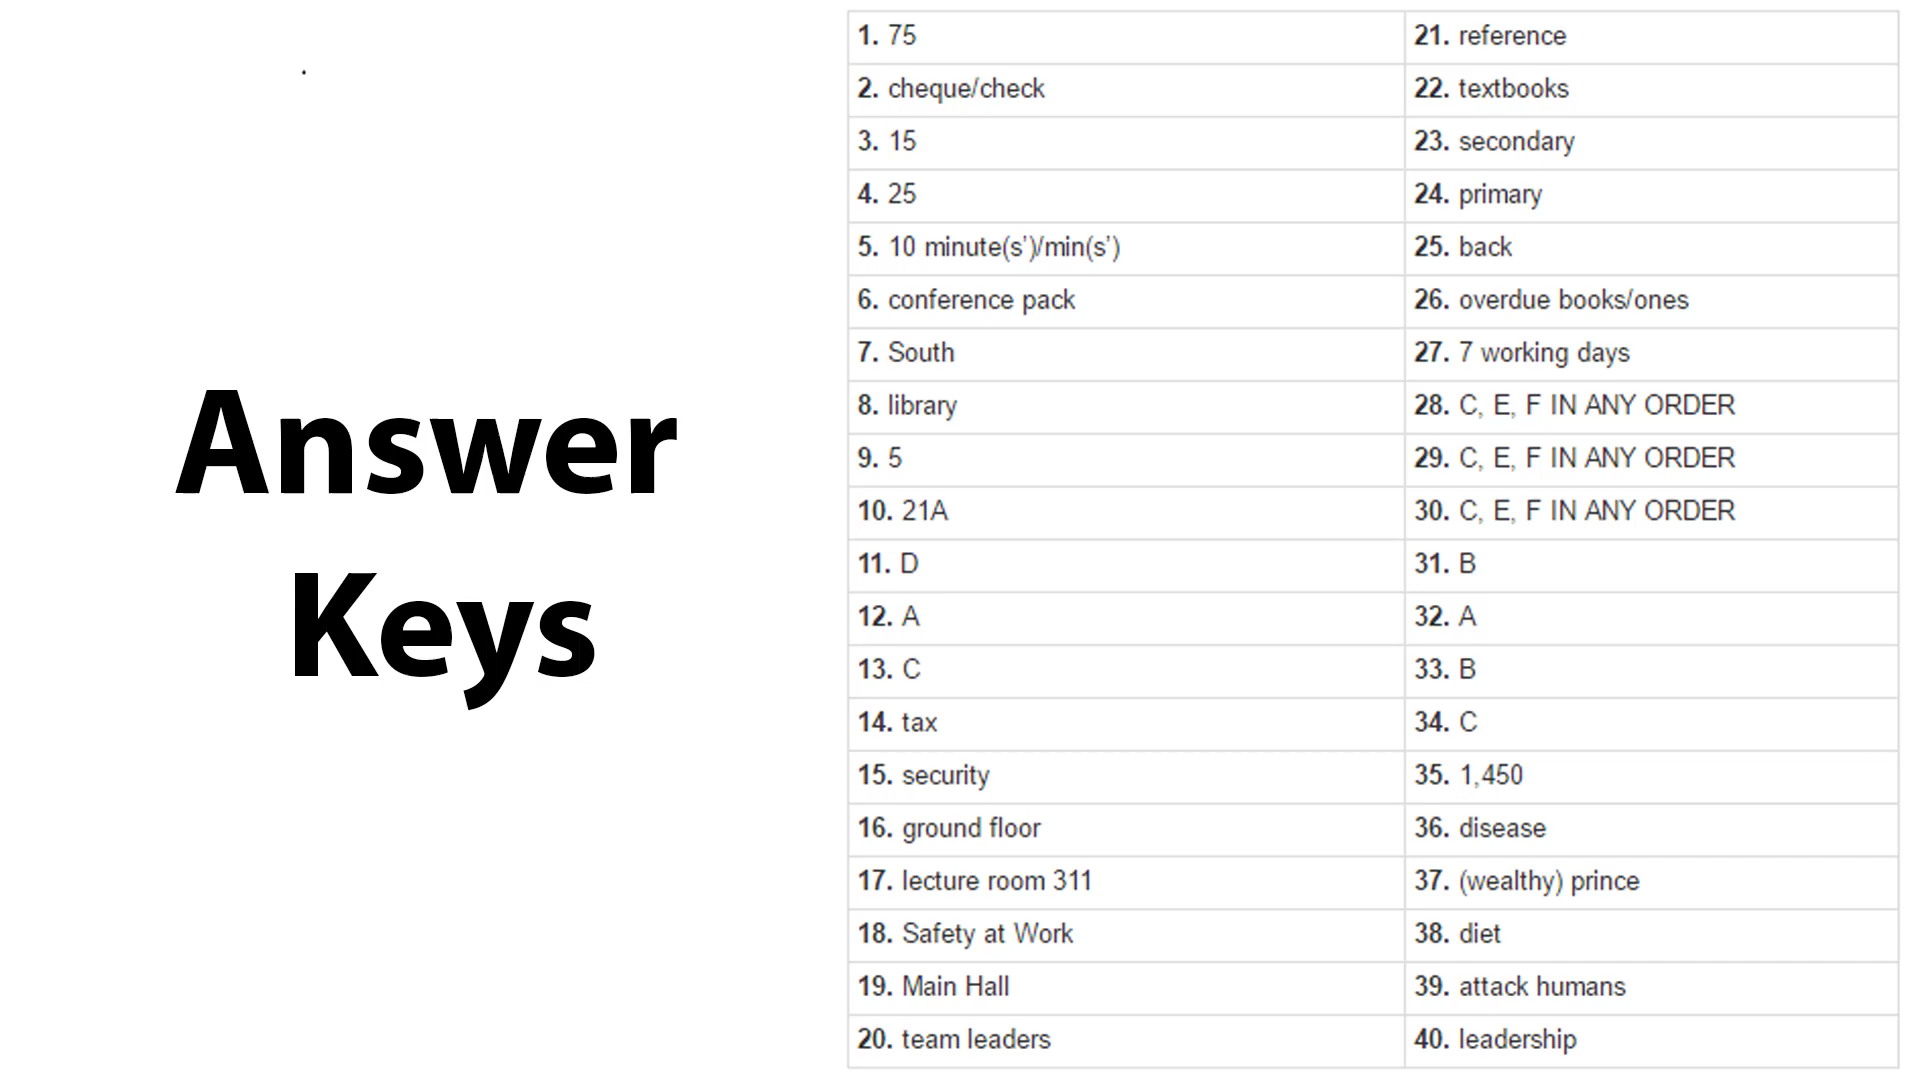 Answer
Keys
1. 75
2. cheque/check
3. 15
4. 25
5. 10 minute(s’)/min(s’)
6. conference pack
7. South
8. library
9. 5
10. 21A
11. D
12. A
13. C
14. tax
15. security
16. ground floor
17. lecture room 311
18. Safety at Work
19. Main Hall
20. team leaders
21. reference
22. textbooks
23. secondary
24. primary
25. back
26. overdue books/ones
27. 7 working days
28. C, E, F IN ANY ORDER
29. C, E, F IN ANY ORDER
30. C, E, F IN ANY ORDER
31. B
32. A
33. B
34. C
35. 1,450
36. disease
37. (wealthy) prince
38. diet
39. attack humans
40. leadership